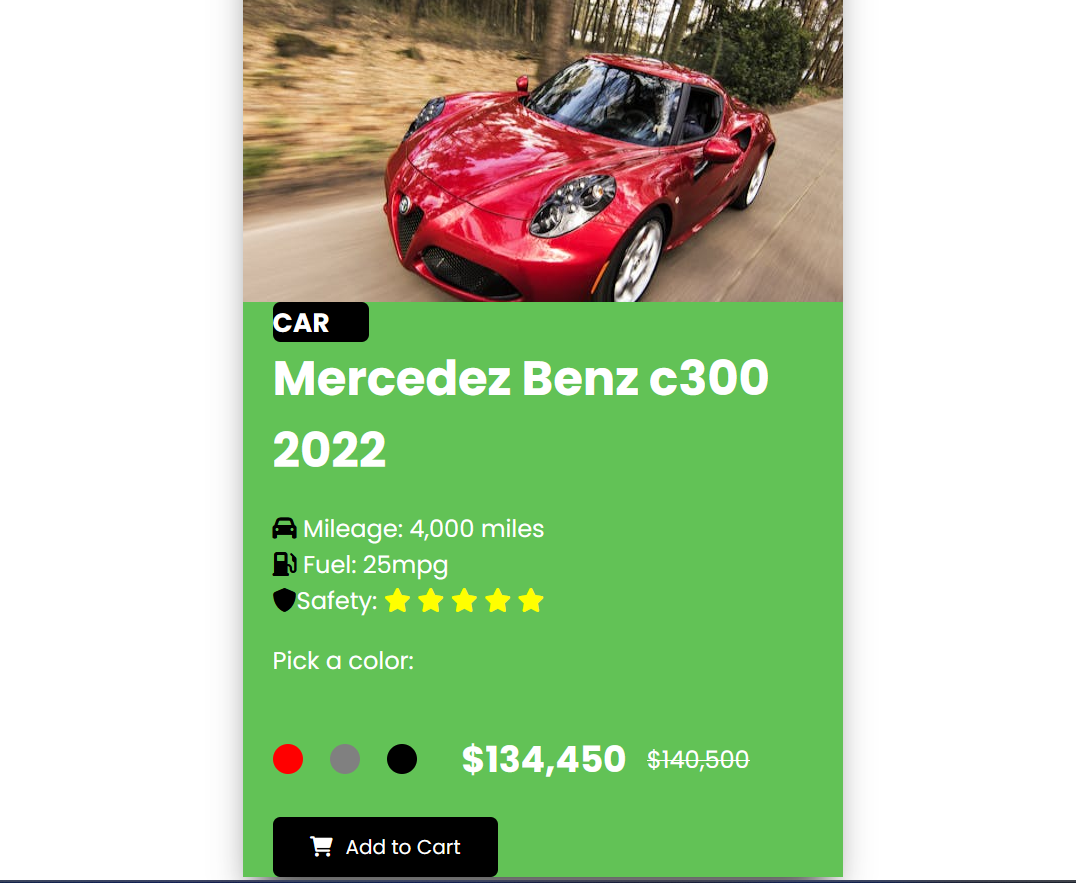 CAR
Mercedez Benz c300
2022
Mileage: 4,000 miles
Fuel: 25mpg
Safety:
Pick a color:
$134,450 $140,500
Add to Cart